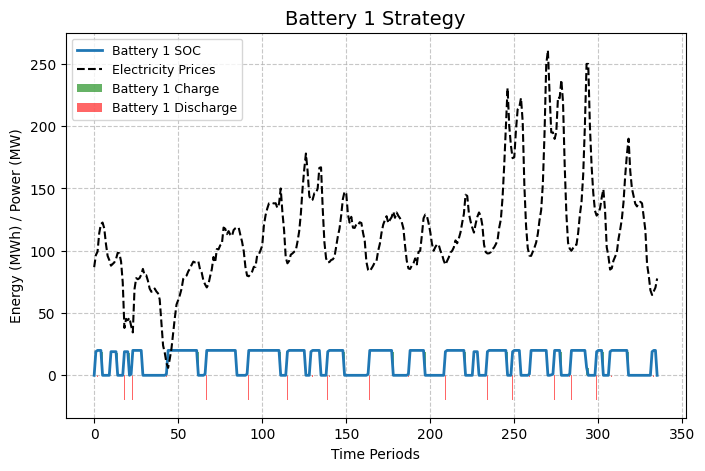 Battery 1 Strategy
Battery 1 SOC
Electricity Prices
Battery 1 Charge
Battery 1 Discharge
Energy (MWh) / Power (MW)
250
200
150
100
50
0
0
50
100
150
200
250
300
350
Time Periods